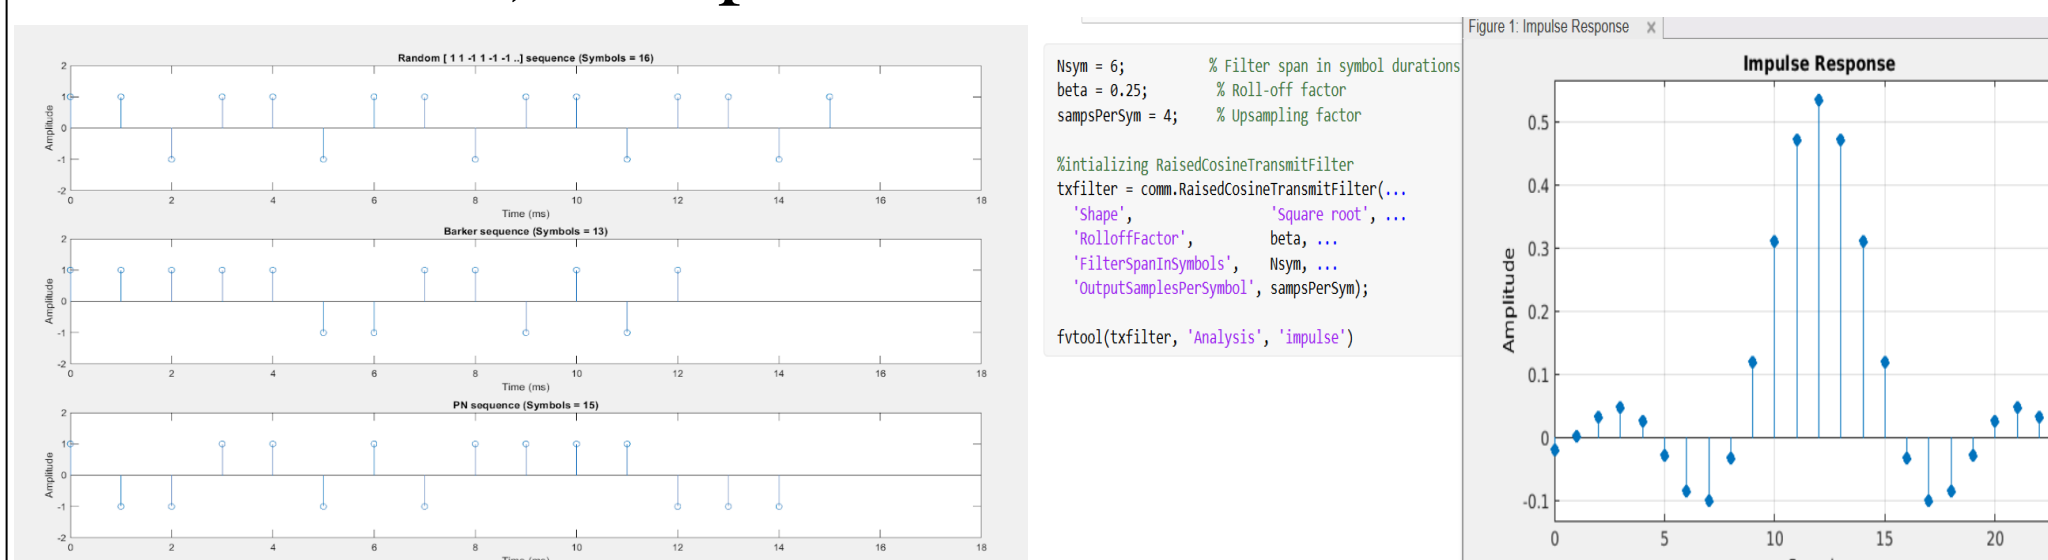 Random [ 1 1 -1 1 -1 -1 ..] sequence (Symbols = 16)
2
1
0
-1
-2
Amplitude
0 2 4 6 8 10 12 14 16 18
Time (ms)
Barker sequence (Symbols = 13)
2
1
0
-1
-2
Amplitude
0 2 4 6 8 10 12 14 16 18
Time (ms)
PN sequence (Symbols = 15)
2
1
0
-1
-2
Amplitude
0 2 4 6 8 10 12 14 16 18
Time (ms)
Nsym = 6; % Filter span in symbol durations
beta = 0.25; % Roll-off factor
sampsPerSym = 4; % Upsampling factor
%intializing RaisedCosineTransmitFilter
txfilter = comm.RaisedCosineTransmitFilter(...
'Shape', 'Square root', ...
'RolloffFactor', beta, ...
'FilterSpanInSymbols', Nsym, ...
'OutputSamplesPerSymbol', sampsPerSym);
fvtool(txfilter, 'Analysis', 'impulse')
Figure 1: Impulse Response X
Impulse Response
0.5
0.4
0.3
0.2
0.1
0
-0.1
Amplitude
0 5 10 15 20